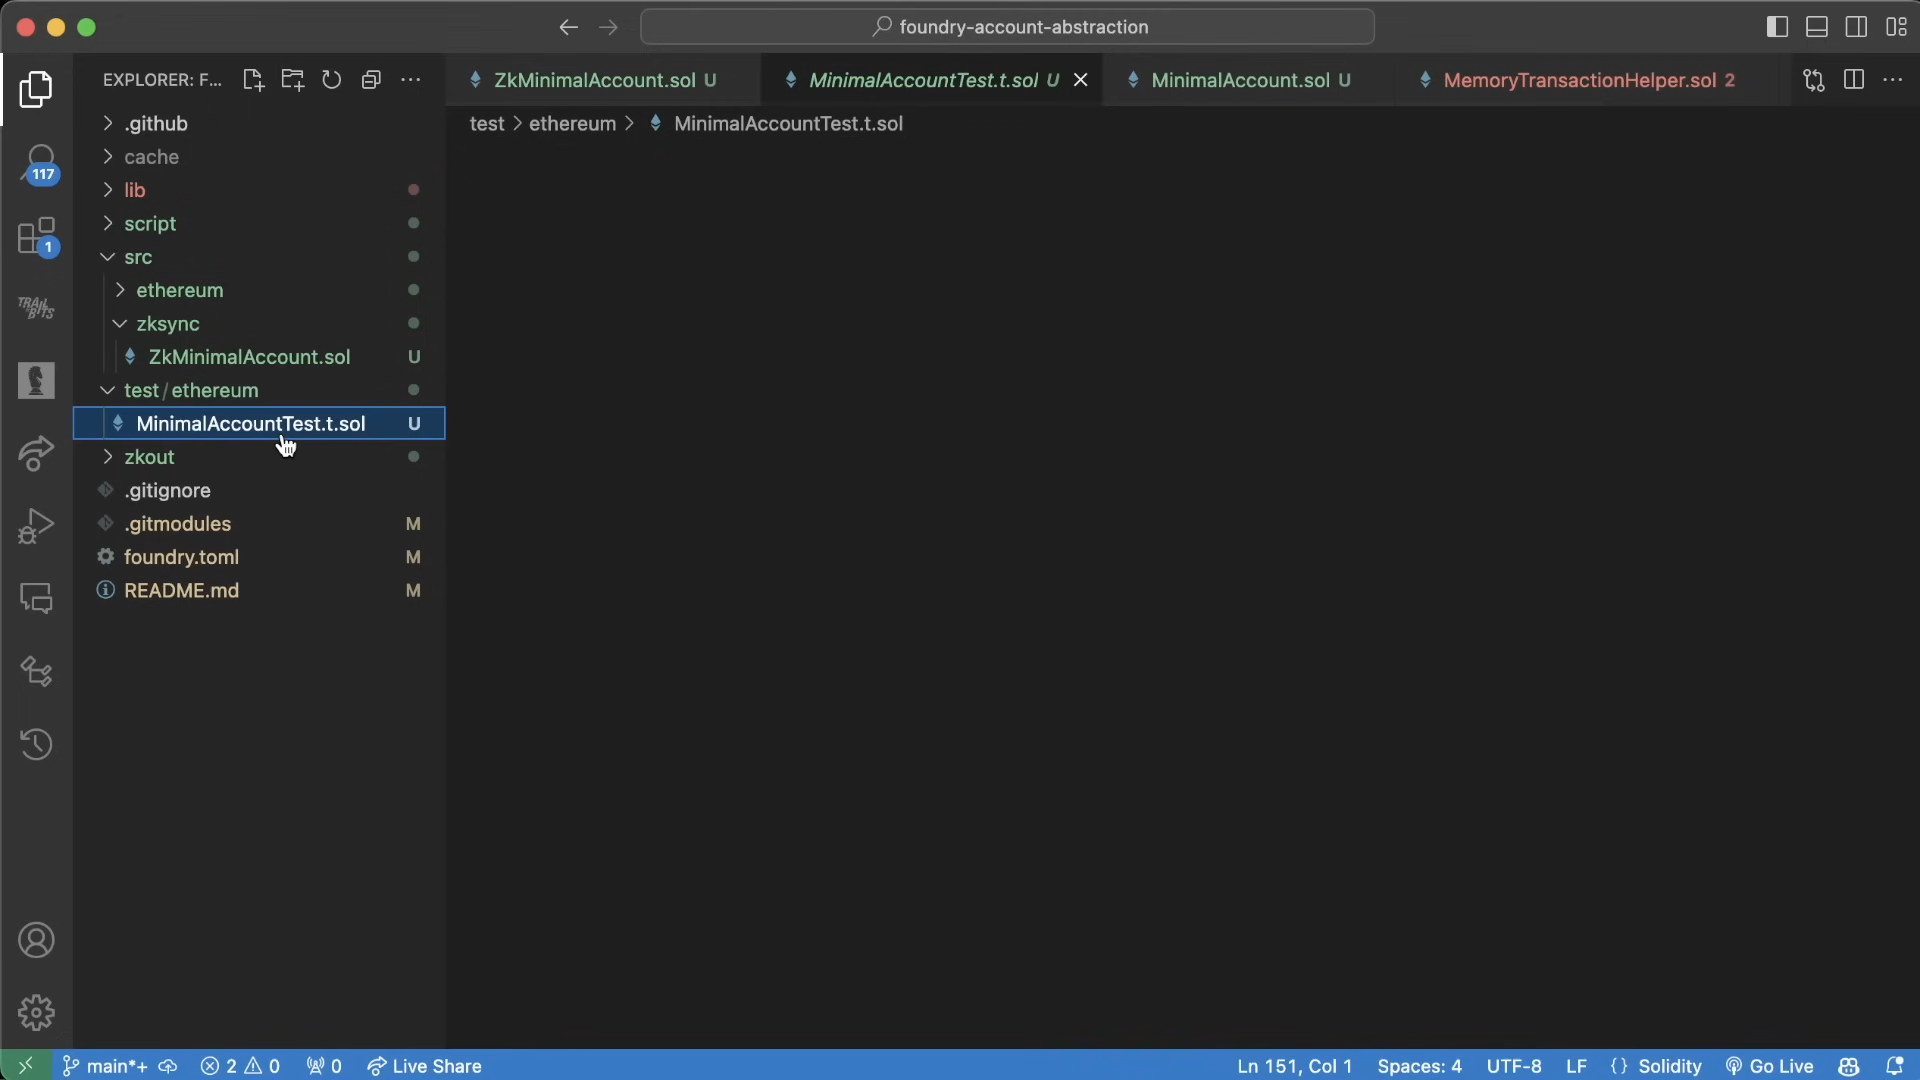 foundry-account-abstraction
EXPLORER: F...
ZkMinimalAccount.sol U
MinimalAccountTest.t.sol U
MinimalAccount.sol U
MemoryTransactionHelper.sol 2
test > ethereum > MinimalAccountTest.t.sol
.github
cache
lib
script
src
ethereum
zksync
ZkMinimalAccount.sol U
test / ethereum
MinimalAccountTest.t.sol U
zkout
.gitignore
.gitmodules M
foundry.toml M
README.md M
117
1
TRAIL OF BITS
main*+
2 0
0
Live Share
Ln 151, Col 1
Spaces: 4
UTF-8
LF
{} Solidity
Go Live